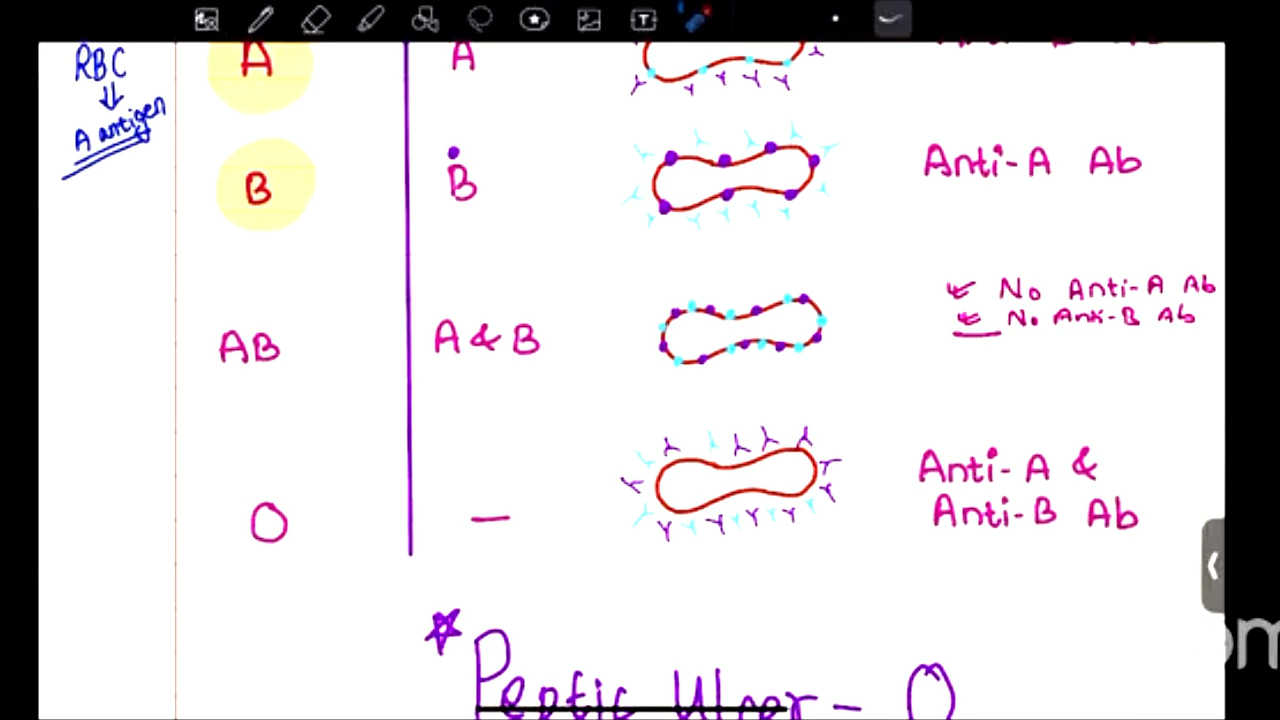 RBC
A antigen
A A
B B Anti-A Ab
AB A & B No Anti-A Ab
No Anti-B Ab
O — Anti-A &
Anti-B Ab
Peptic Ulcer - O